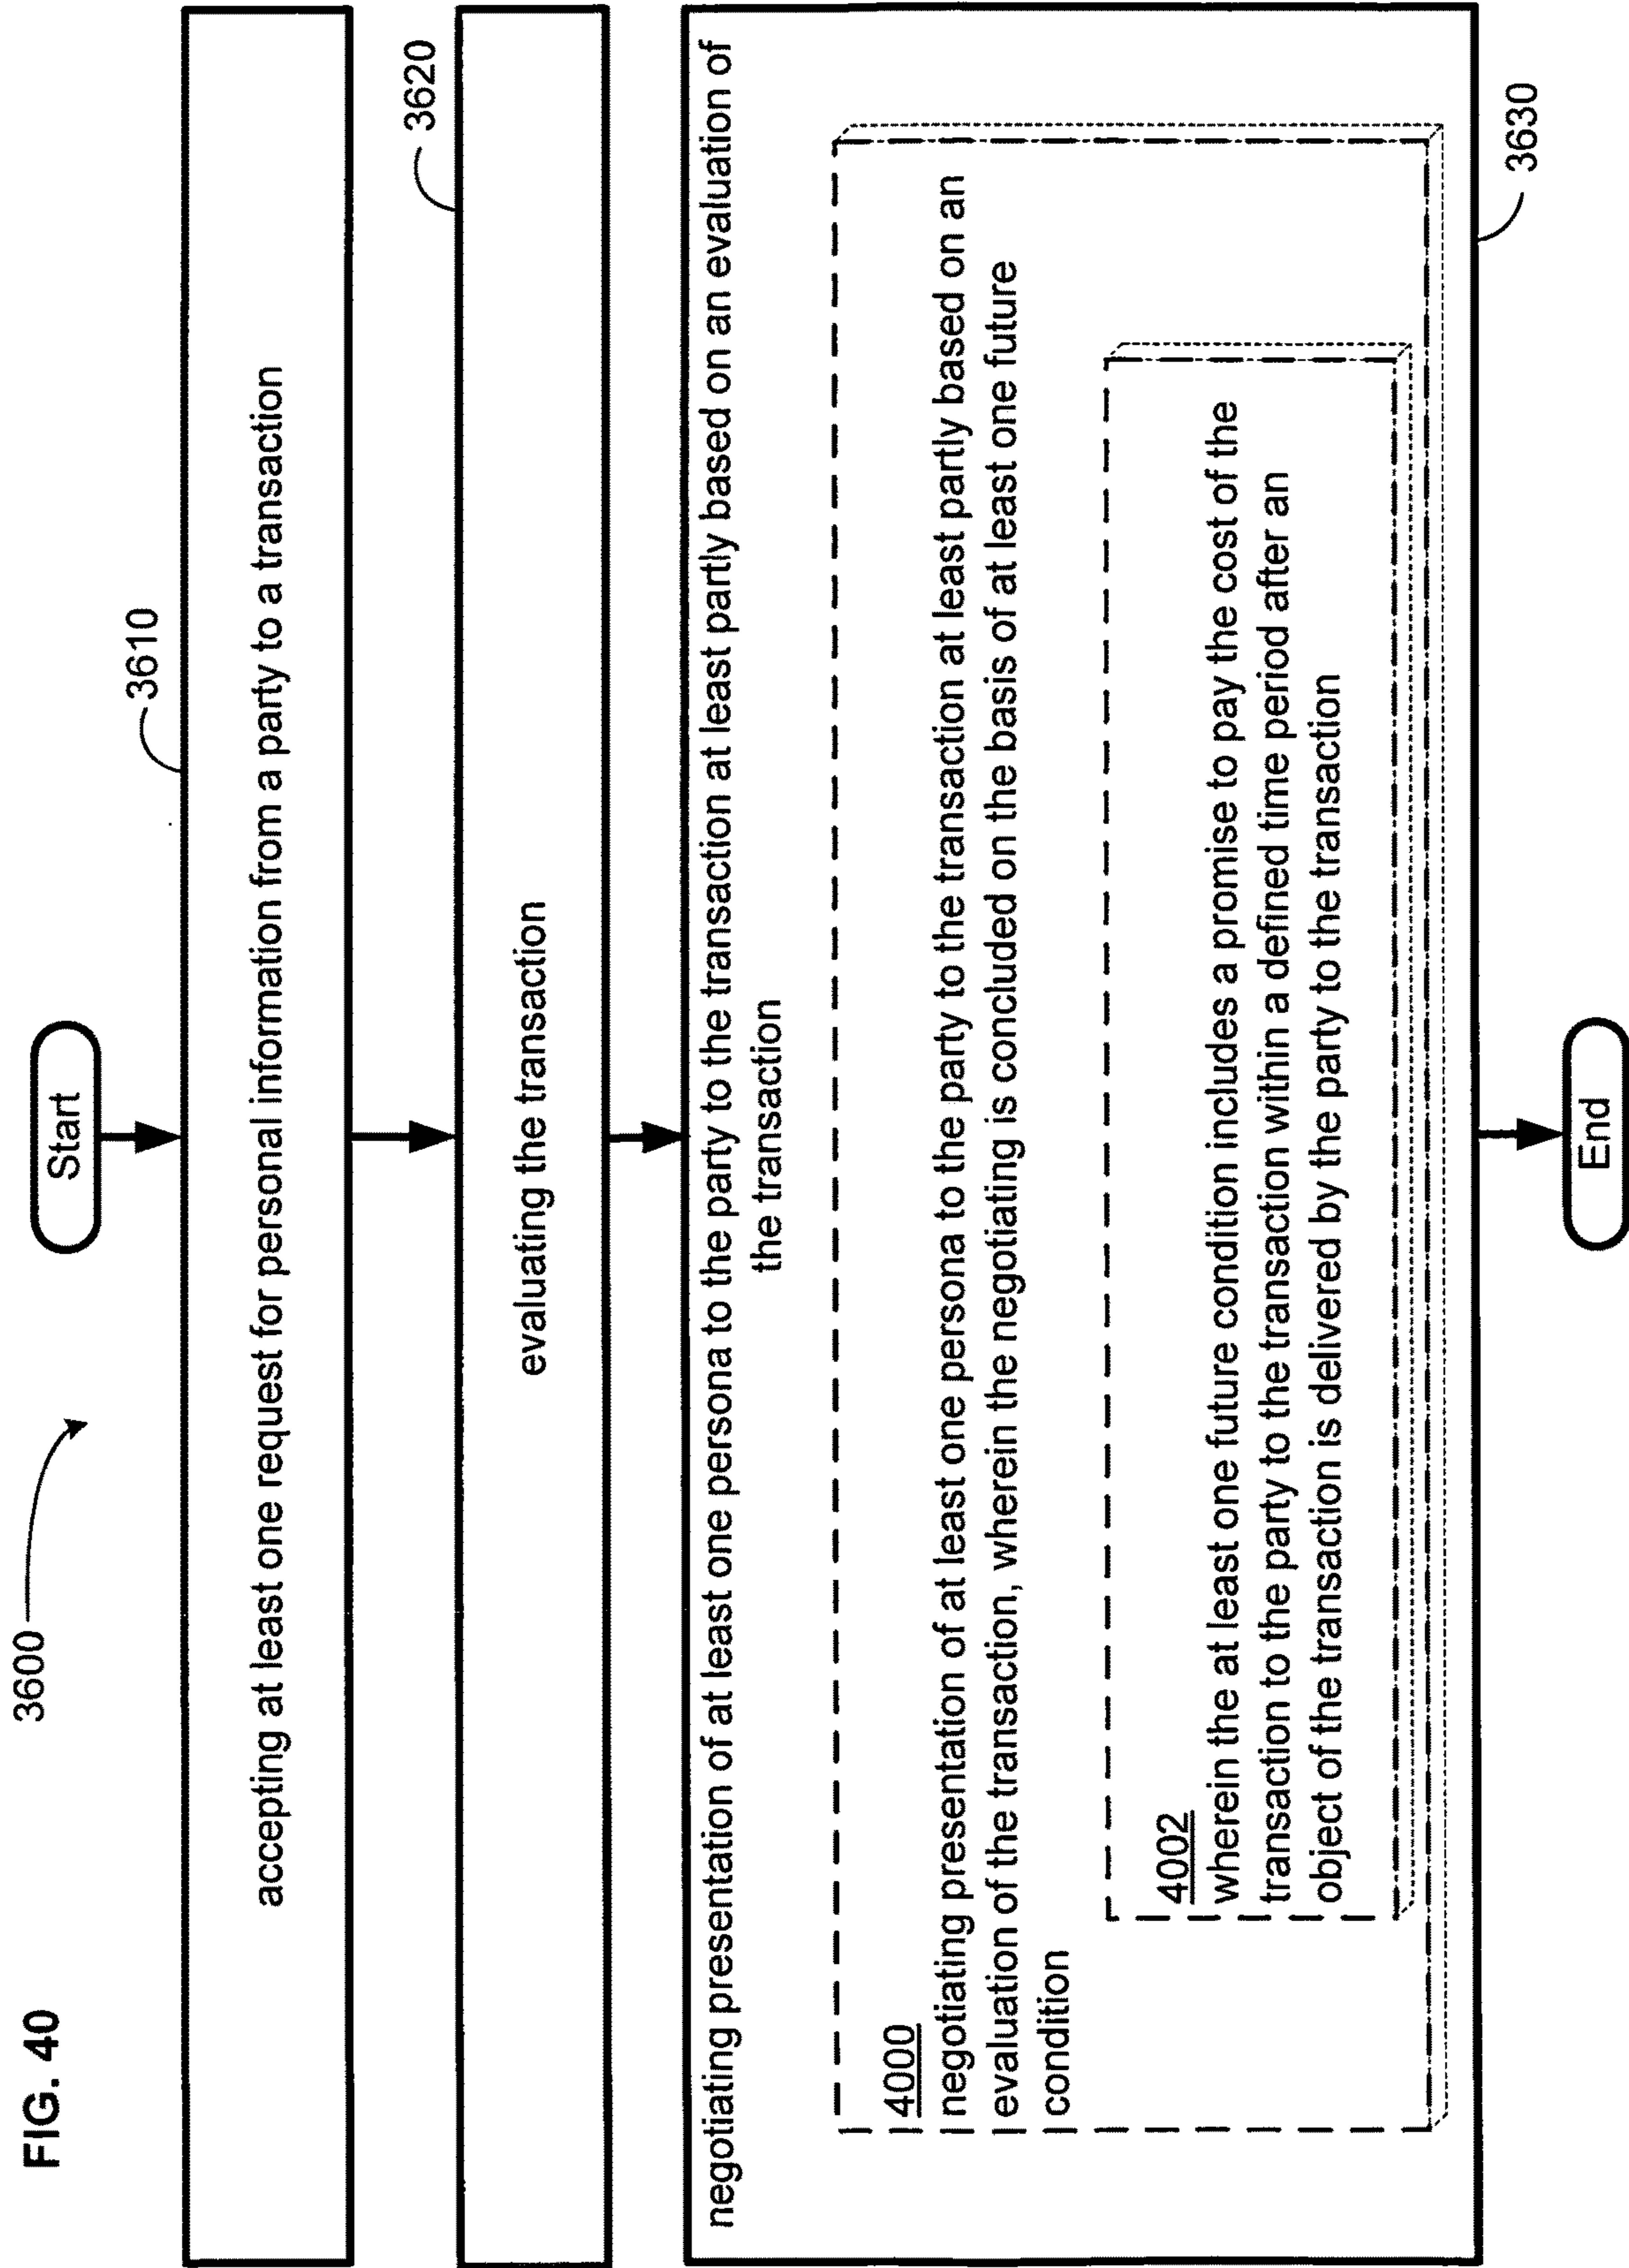 FIG. 40
3600
Start
3610
accepting at least one request for personal information from a party to a transaction
3620
evaluating the transaction
negotiating presentation of at least one persona to the party to the transaction at least partly based on an evaluation of
the transaction
4000
negotiating presentation of at least one persona to the party to the transaction at least partly based on an
evaluation of the transaction, wherein the negotiating is concluded on the basis of at least one future
condition
4002
wherein the at least one future condition includes a promise to pay the cost of the
transaction to the party to the transaction within a defined time period after an
object of the transaction is delivered by the party to the transaction
3630
End